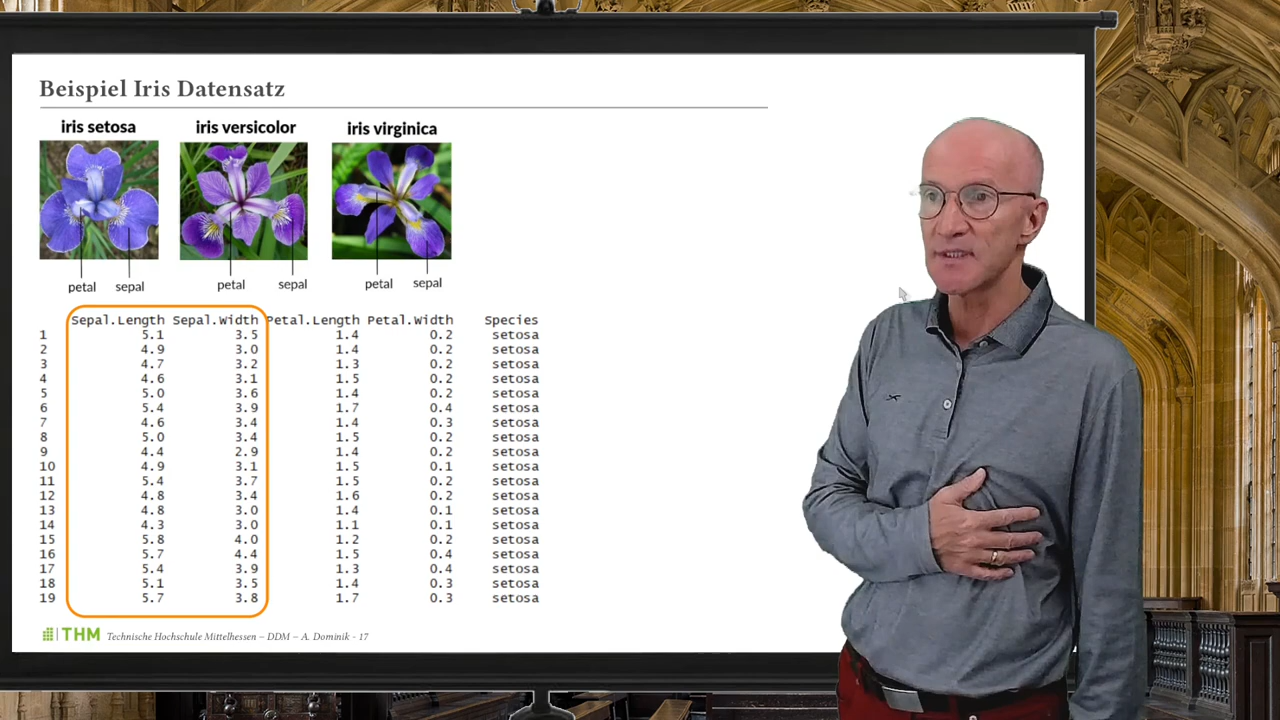 Beispiel Iris Datensatz
iris setosa iris versicolor iris virginica
petal sepal petal sepal petal sepal
Sepal.Length Sepal.Width Petal.Length Petal.Width Species
1 5.1 3.5 1.4 0.2 setosa
2 4.9 3.0 1.4 0.2 setosa
3 4.7 3.2 1.3 0.2 setosa
4 4.6 3.1 1.5 0.2 setosa
5 5.0 3.6 1.4 0.2 setosa
6 5.4 3.9 1.7 0.4 setosa
7 4.6 3.4 1.4 0.3 setosa
8 5.0 3.4 1.5 0.2 setosa
9 4.4 2.9 1.4 0.2 setosa
10 4.9 3.1 1.5 0.1 setosa
11 5.4 3.7 1.5 0.2 setosa
12 4.8 3.4 1.6 0.2 setosa
13 4.8 3.0 1.4 0.1 setosa
14 4.3 3.0 1.1 0.1 setosa
15 5.8 4.0 1.2 0.2 setosa
16 5.7 4.4 1.5 0.4 setosa
17 5.4 3.9 1.3 0.4 setosa
18 5.1 3.5 1.4 0.3 setosa
19 5.7 3.8 1.7 0.3 setosa
THM Technische Hochschule Mittelhessen – DDM – A. Dominik - 17